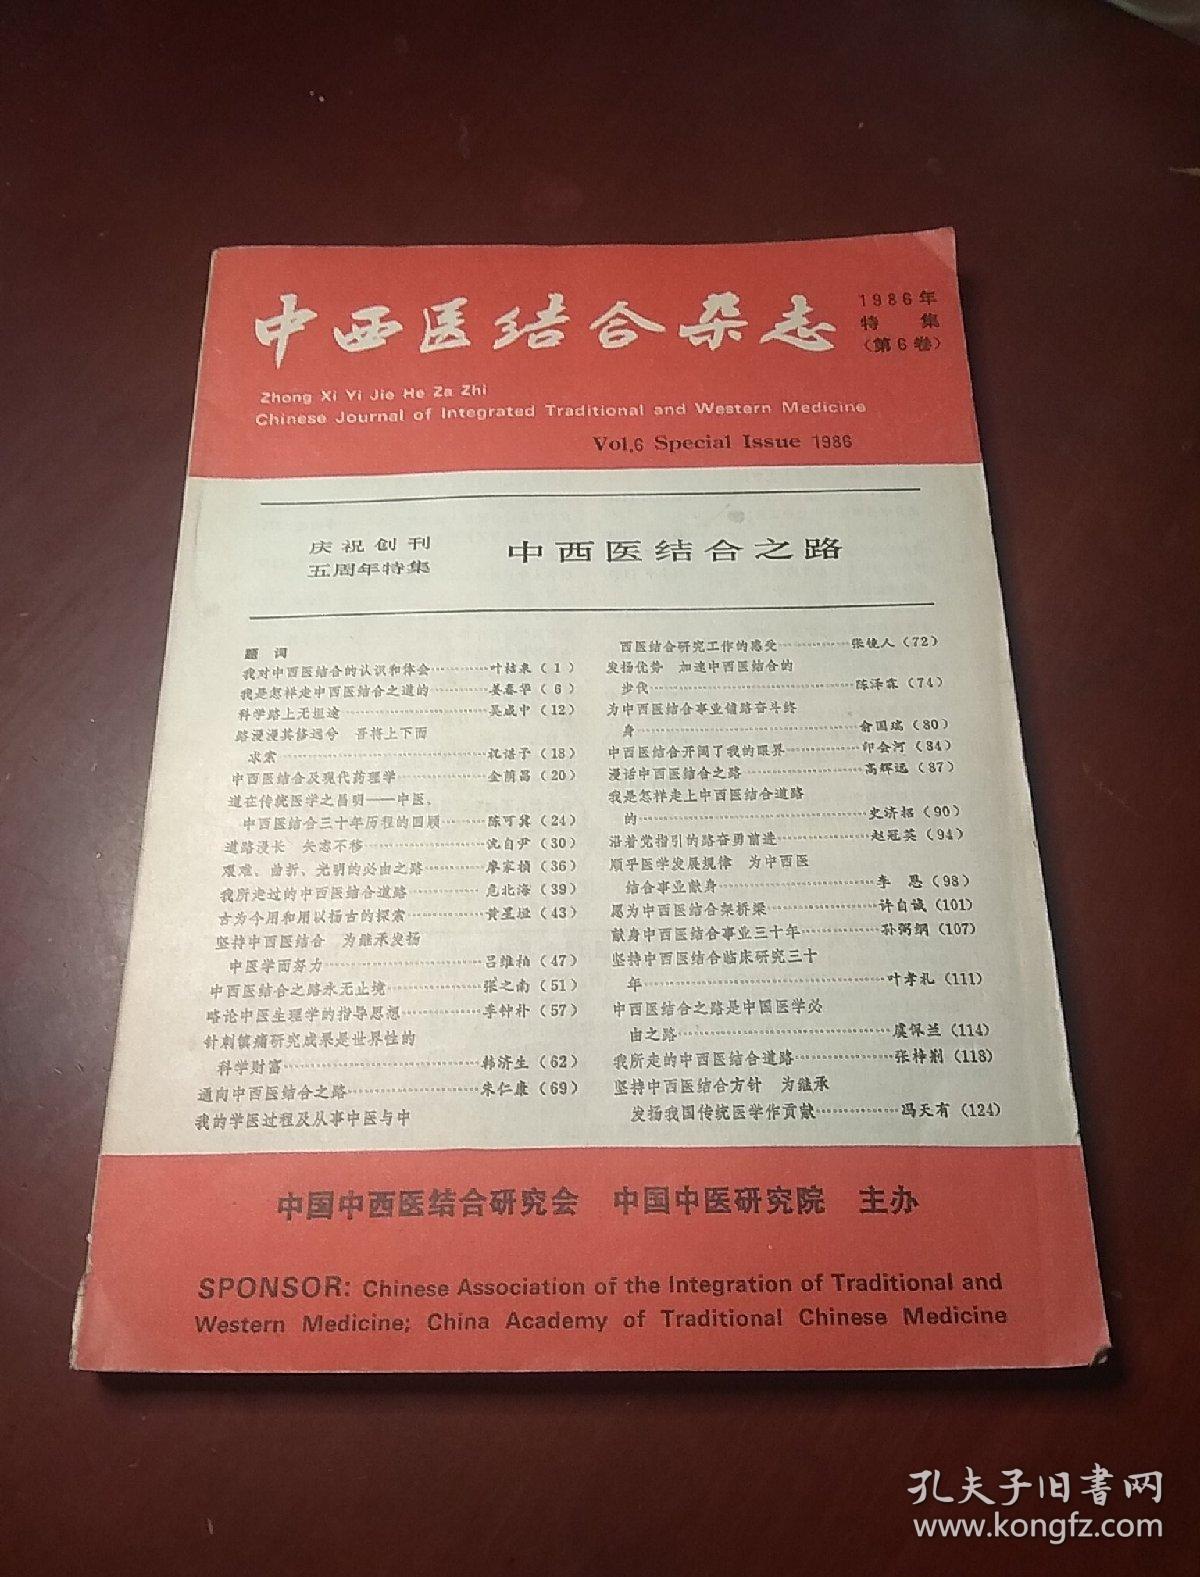 中西医结合杂志
1986年
特 集
(第6卷)
Zhong Xi Yi Jie He Za Zhi
Chinese Journal of Integrated Traditional and Western Medicine
Vol.6 Special Issue 1986
庆祝创刊
五周年特集
中西医结合之路
题 词
我对中西医结合的认识和体会…………叶桔泉(1)
我是怎样走中西医结合之道的…………姜春华(6)
科学路上无坦途…………吴咸中(12)
路漫漫其修远兮 吾将上下而
求索…………祝谌予(18)
中西医结合及现代药理学…………金荫昌(20)
道在传统医学之昌明——中医、
中西医结合三十年历程的回顾…………陈可冀(24)
道路漫长 矢志不移…………沈自尹(30)
艰难、曲折、光明的必由之路…………廖家桢(36)
我所走过的中西医结合道路…………危北海(39)
古为今用和用以扬古的探索…………黄星垣(43)
坚持中西医结合 为继承发扬
中医学而努力…………吕维柏(47)
中西医结合之路永无止境…………张之南(51)
略论中医生理学的指导思想…………季钟朴(57)
针刺镇痛研究成果是世界性的
科学财富…………韩济生(62)
通向中西医结合之路…………朱仁康(69)
我的学医过程及从事中医与中
西医结合研究工作的感受…………张镜人(72)
发扬优势 加速中西医结合的
步伐…………陈泽霖(74)
为中西医结合事业铺路奋斗终
身…………俞国瑞(80)
中西医结合开阔了我的眼界…………印会河(84)
漫话中西医结合之路…………高辉远(87)
我是怎样走上中西医结合道路
的…………史济招(90)
沿着党指引的路奋勇前进…………赵冠英(94)
顺乎医学发展规律 为中西医
结合事业献身…………李 恩(98)
愿为中西医结合架桥梁…………许自诚(101)
献身中西医结合事业三十年…………孙弼纲(107)
坚持中西医结合临床研究三十
年…………叶孝礼(111)
中西医结合之路是中国医学必
由之路…………虞佩兰(114)
我所走的中西医结合道路…………张梓荆(118)
坚持中西医结合方针 为继承
发扬我国传统医学作贡献…………冯天有(124)
中国中西医结合研究会 中国中医研究院 主办
SPONSOR: Chinese Association of the Integration of Traditional and
Western Medicine; China Academy of Traditional Chinese Medicine
孔夫子旧书网
www.kongfz.com